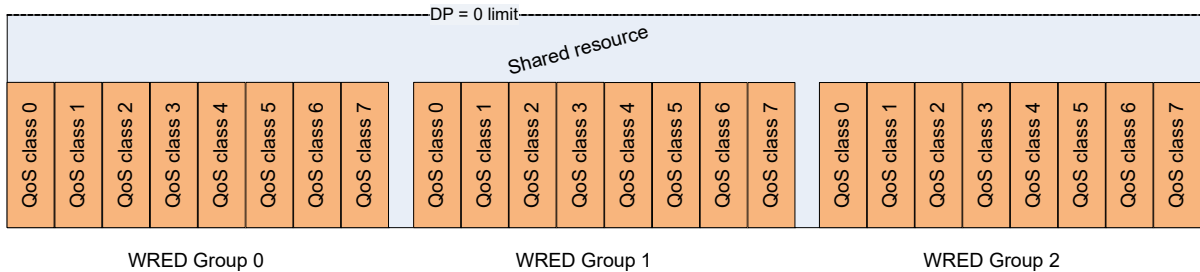 DP = 0 limit
Shared resource
QoS class 0
QoS class 1
QoS class 2
QoS class 3
QoS class 4
QoS class 5
QoS class 6
QoS class 7
QoS class 0
QoS class 1
QoS class 2
QoS class 3
QoS class 4
QoS class 5
QoS class 6
QoS class 7
QoS class 0
QoS class 1
QoS class 2
QoS class 3
QoS class 4
QoS class 5
QoS class 6
QoS class 7
WRED Group 0
WRED Group 1
WRED Group 2